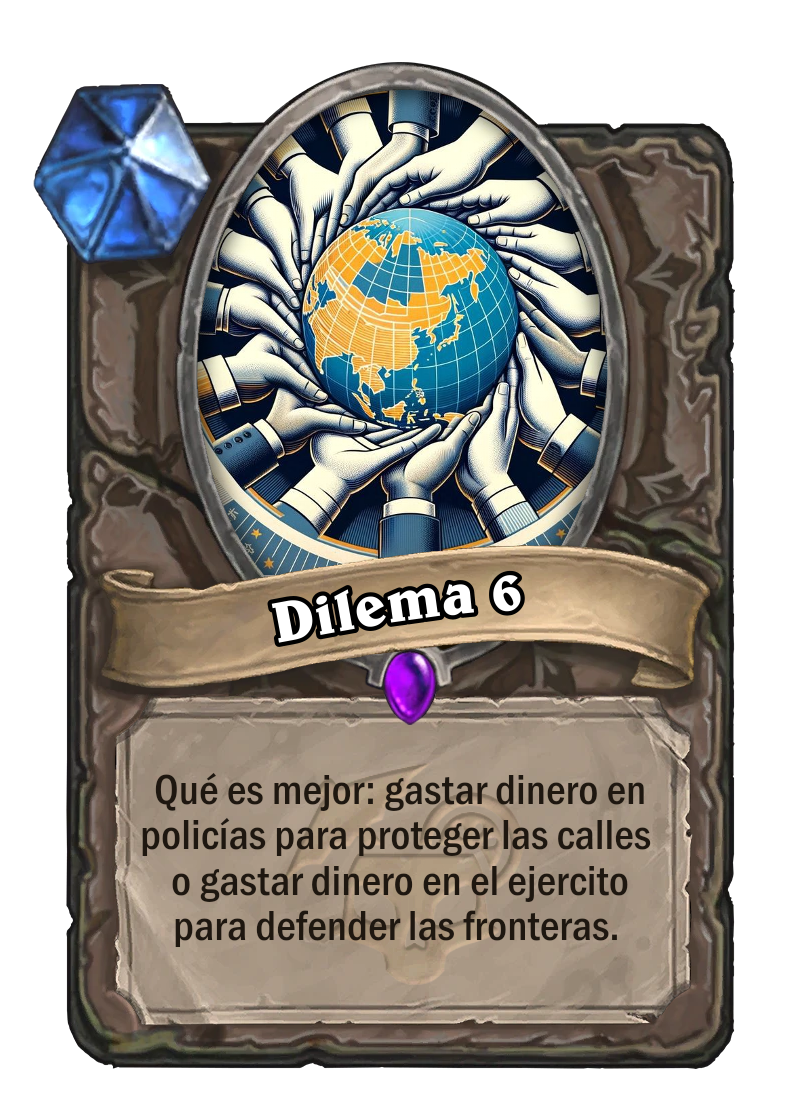 Dilema 6
Qué es mejor: gastar dinero en
policías para proteger las calles
o gastar dinero en el ejercito
para defender las fronteras.